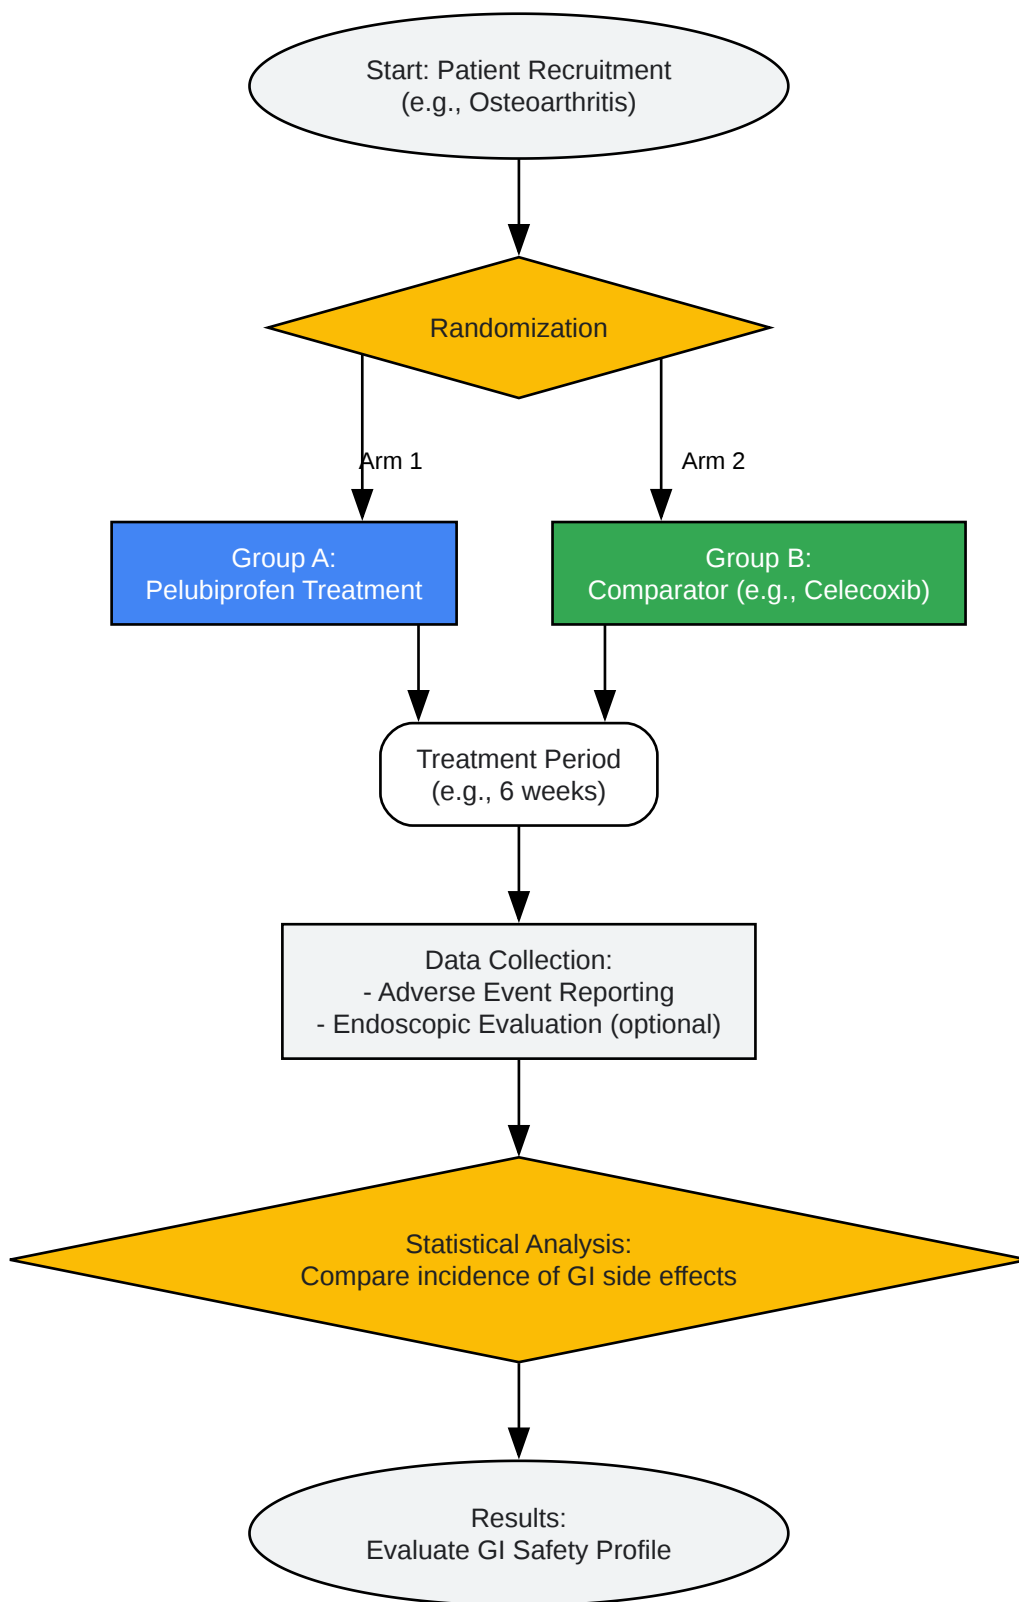 Start: Patient Recruitment
(e.g., Osteoarthritis)
Randomization
Arm 1
Arm 2
Group A:
Pelubiprofen Treatment
Group B:
Comparator (e.g., Celecoxib)
Treatment Period
(e.g., 6 weeks)
Data Collection:
- Adverse Event Reporting
- Endoscopic Evaluation (optional)
Statistical Analysis:
Compare incidence of GI side effects
Results:
Evaluate GI Safety Profile